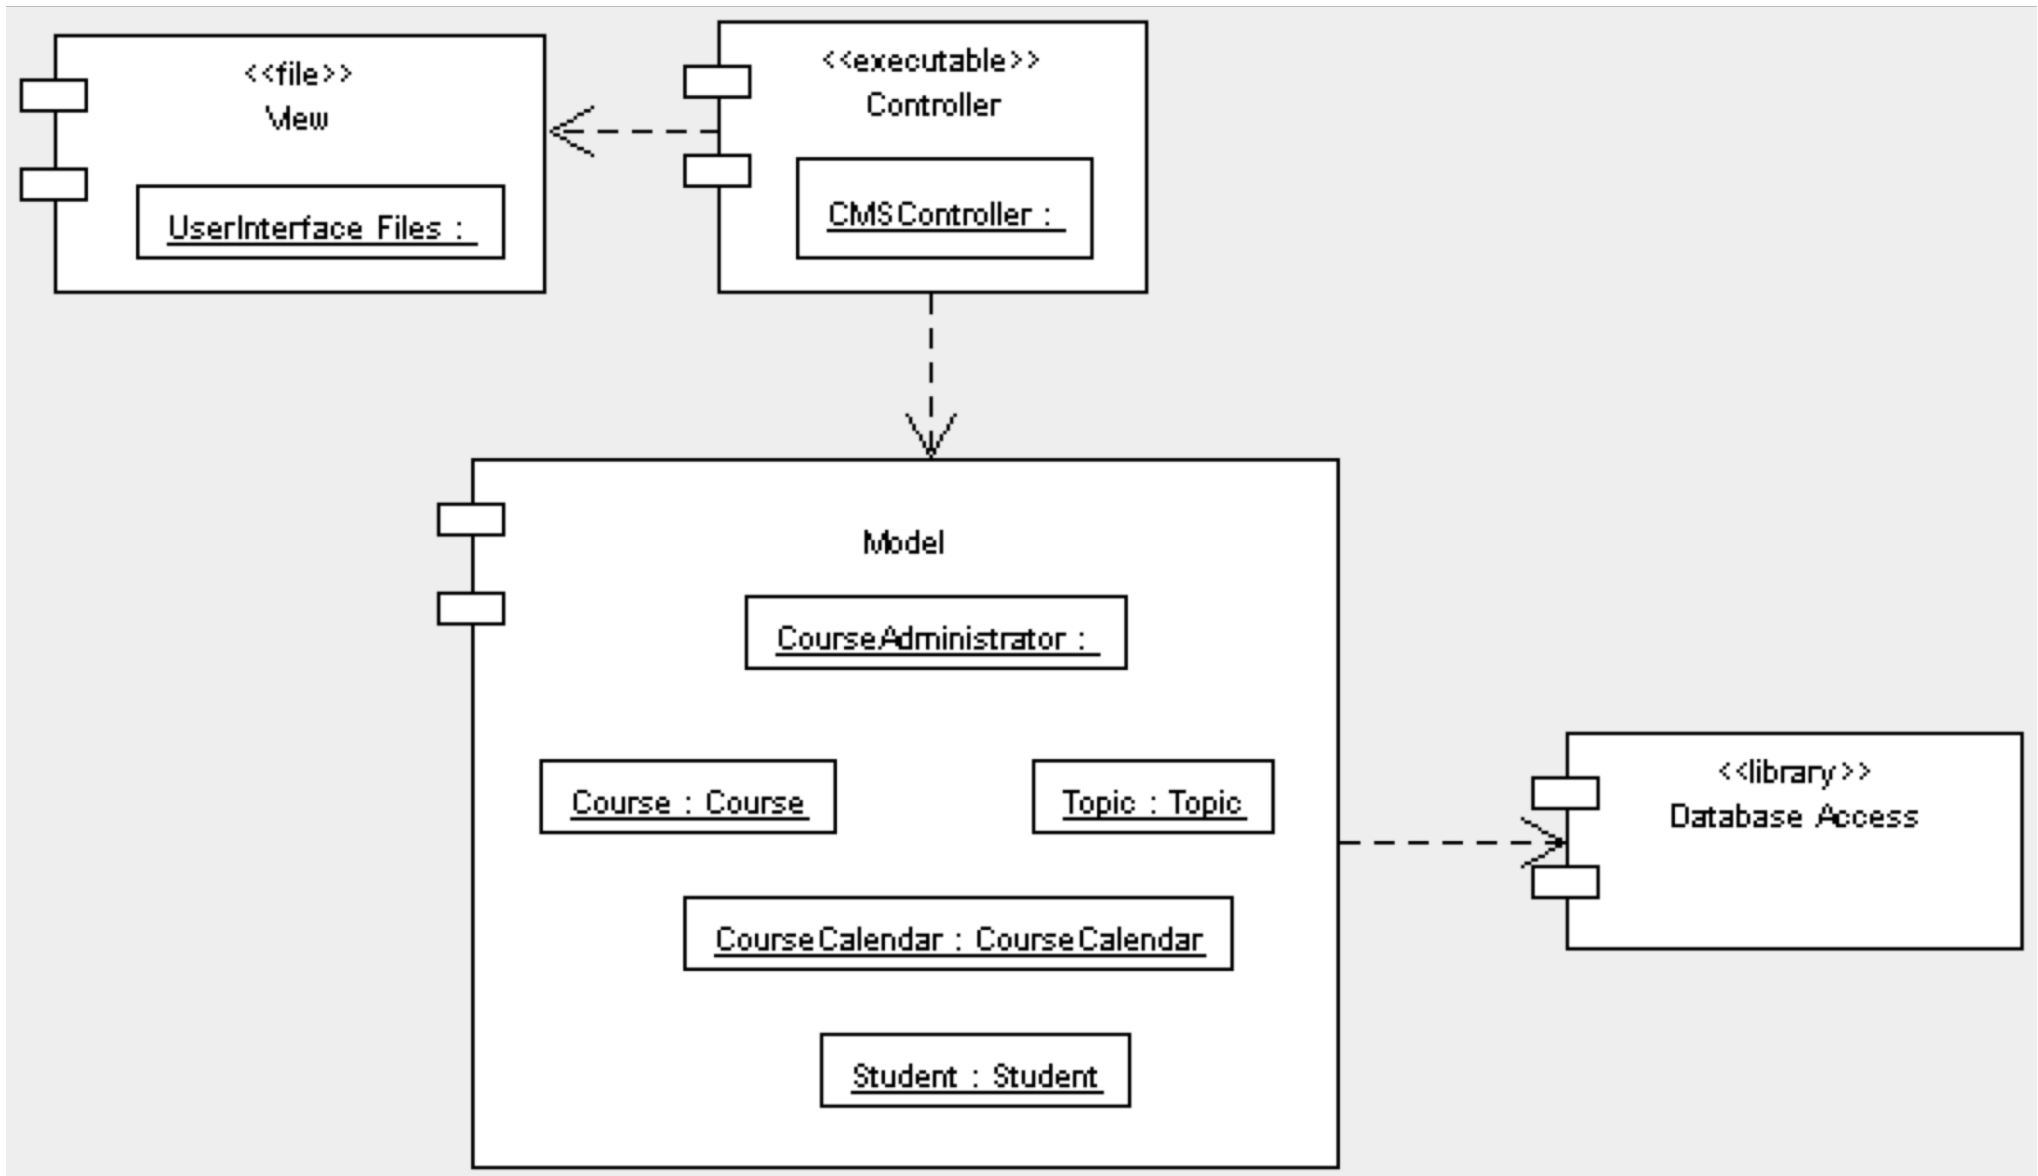 <<file>>
View
UserInterface Files :
<<executable>>
Controller
CMSController :
Model
CourseAdministrator :
Course : Course
Topic : Topic
CourseCalendar : CourseCalendar
Student : Student
<<library>>
Database Access